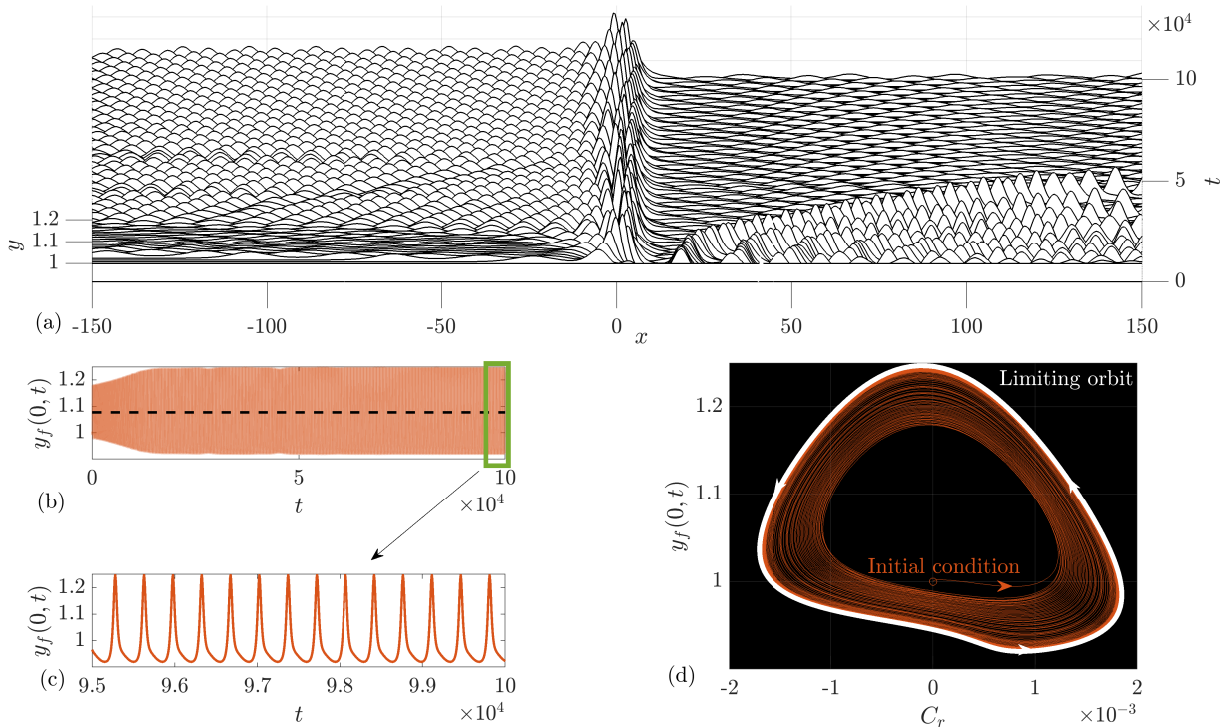 ×10⁴
10
5
0
t
1.2
1.1
1
y
(a)
-150 -100 -50 0 50 100 150
x
1.2
1.1
1
y_f(0, t)
0 5 10
×10⁴
t
(b)
1.2
1.1
1
y_f(0, t)
9.5 9.6 9.7 9.8 9.9 10
×10⁴
t
(c)
Limiting orbit
1.2
1.1
1
y_f(0, t)
Initial condition
-2 -1 0 1 2
×10⁻³
C_r
(d)